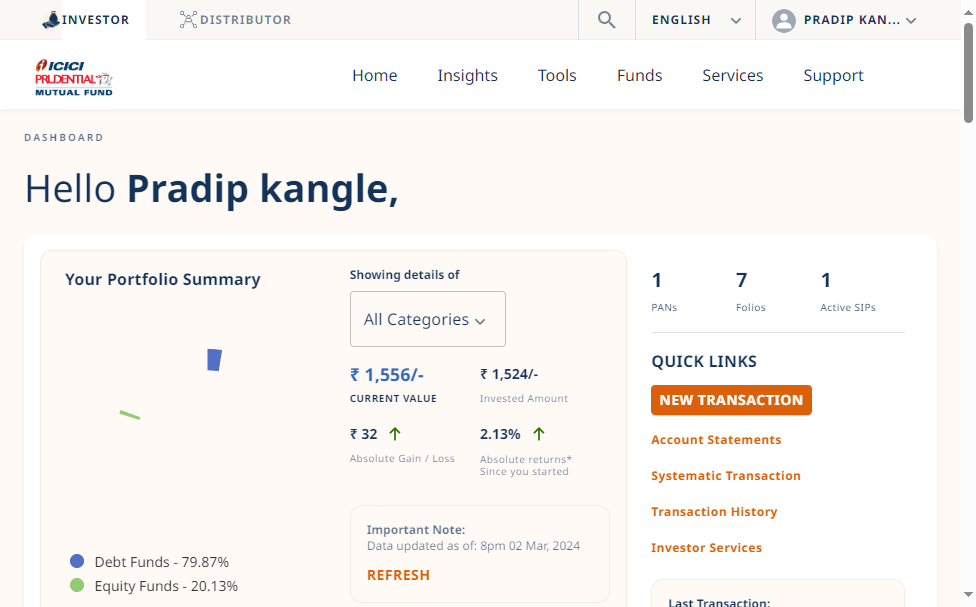 INVESTOR
DISTRIBUTOR
ENGLISH
PRADIP KAN...
ICICI
PRUDENTIAL
MUTUAL FUND
Home
Insights
Tools
Funds
Services
Support
DASHBOARD
Hello Pradip kangle,
Your Portfolio Summary
Debt Funds - 79.87%
Equity Funds - 20.13%
Showing details of
All Categories
₹ 1,556/-
CURRENT VALUE
₹ 1,524/-
Invested Amount
₹ 32
Absolute Gain / Loss
2.13%
Absolute returns*
Since you started
Important Note:
Data updated as of: 8pm 02 Mar, 2024
REFRESH
1
PANs
7
Folios
1
Active SIPs
QUICK LINKS
NEW TRANSACTION
Account Statements
Systematic Transaction
Transaction History
Investor Services
Last Transaction: